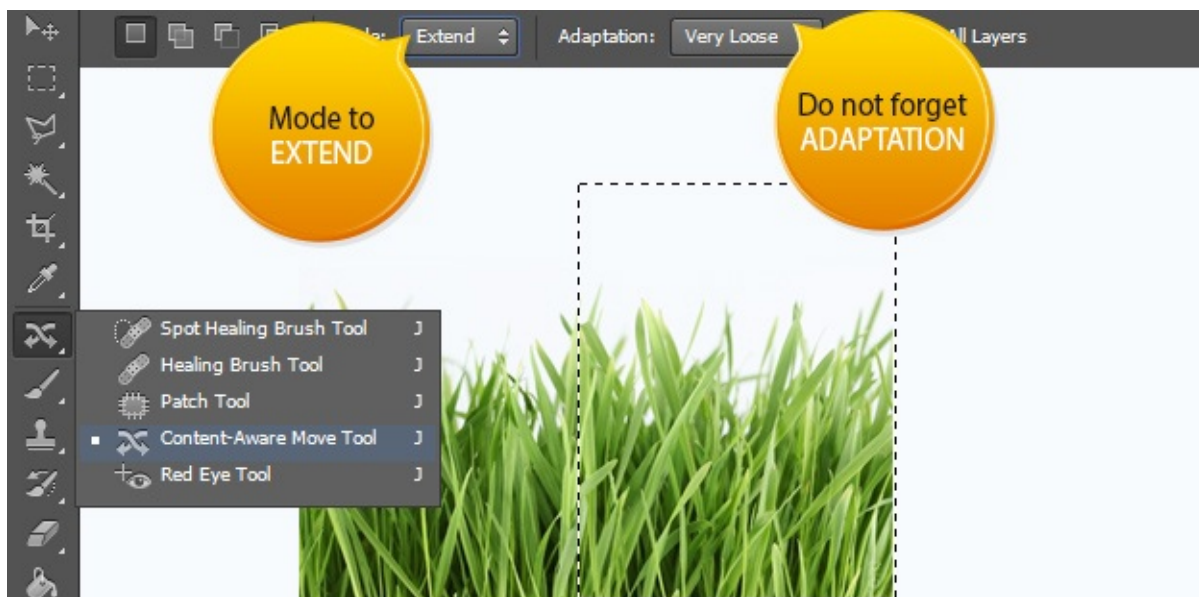 Extend
Adaptation:
Very Loose
All Layers
Mode to
EXTEND
Do not forget
ADAPTATION
Spot Healing Brush Tool J
Healing Brush Tool J
Patch Tool J
Content-Aware Move Tool J
Red Eye Tool J